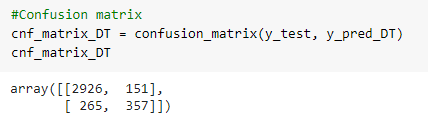 #Confusion matrix
cnf_matrix_DT = confusion_matrix(y_test, y_pred_DT)
cnf_matrix_DT
array([[2926,  151],
       [ 265,  357]])